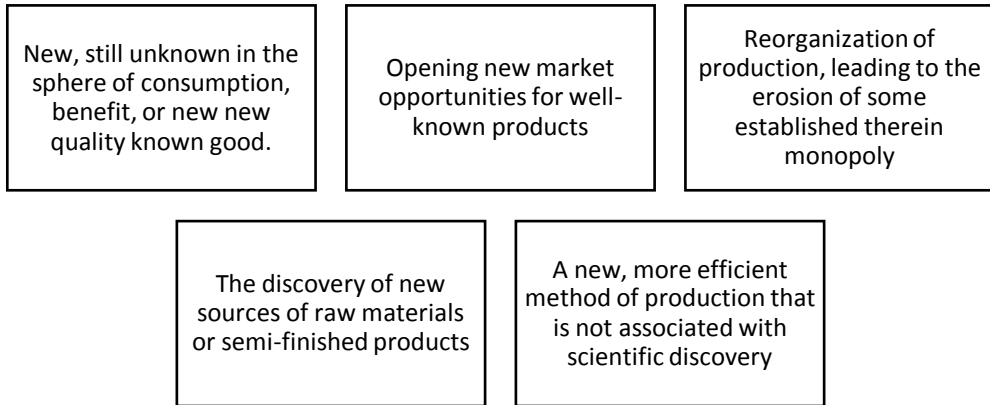 New, still unknown in the
sphere of consumption,
benefit, or new new
quality known good.
Opening new market
opportunities for well-
known products
Reorganization of
production, leading to the
erosion of some
established therein
monopoly
The discovery of new
sources of raw materials
or semi-finished products
A new, more efficient
method of production that
is not associated with
scientific discovery